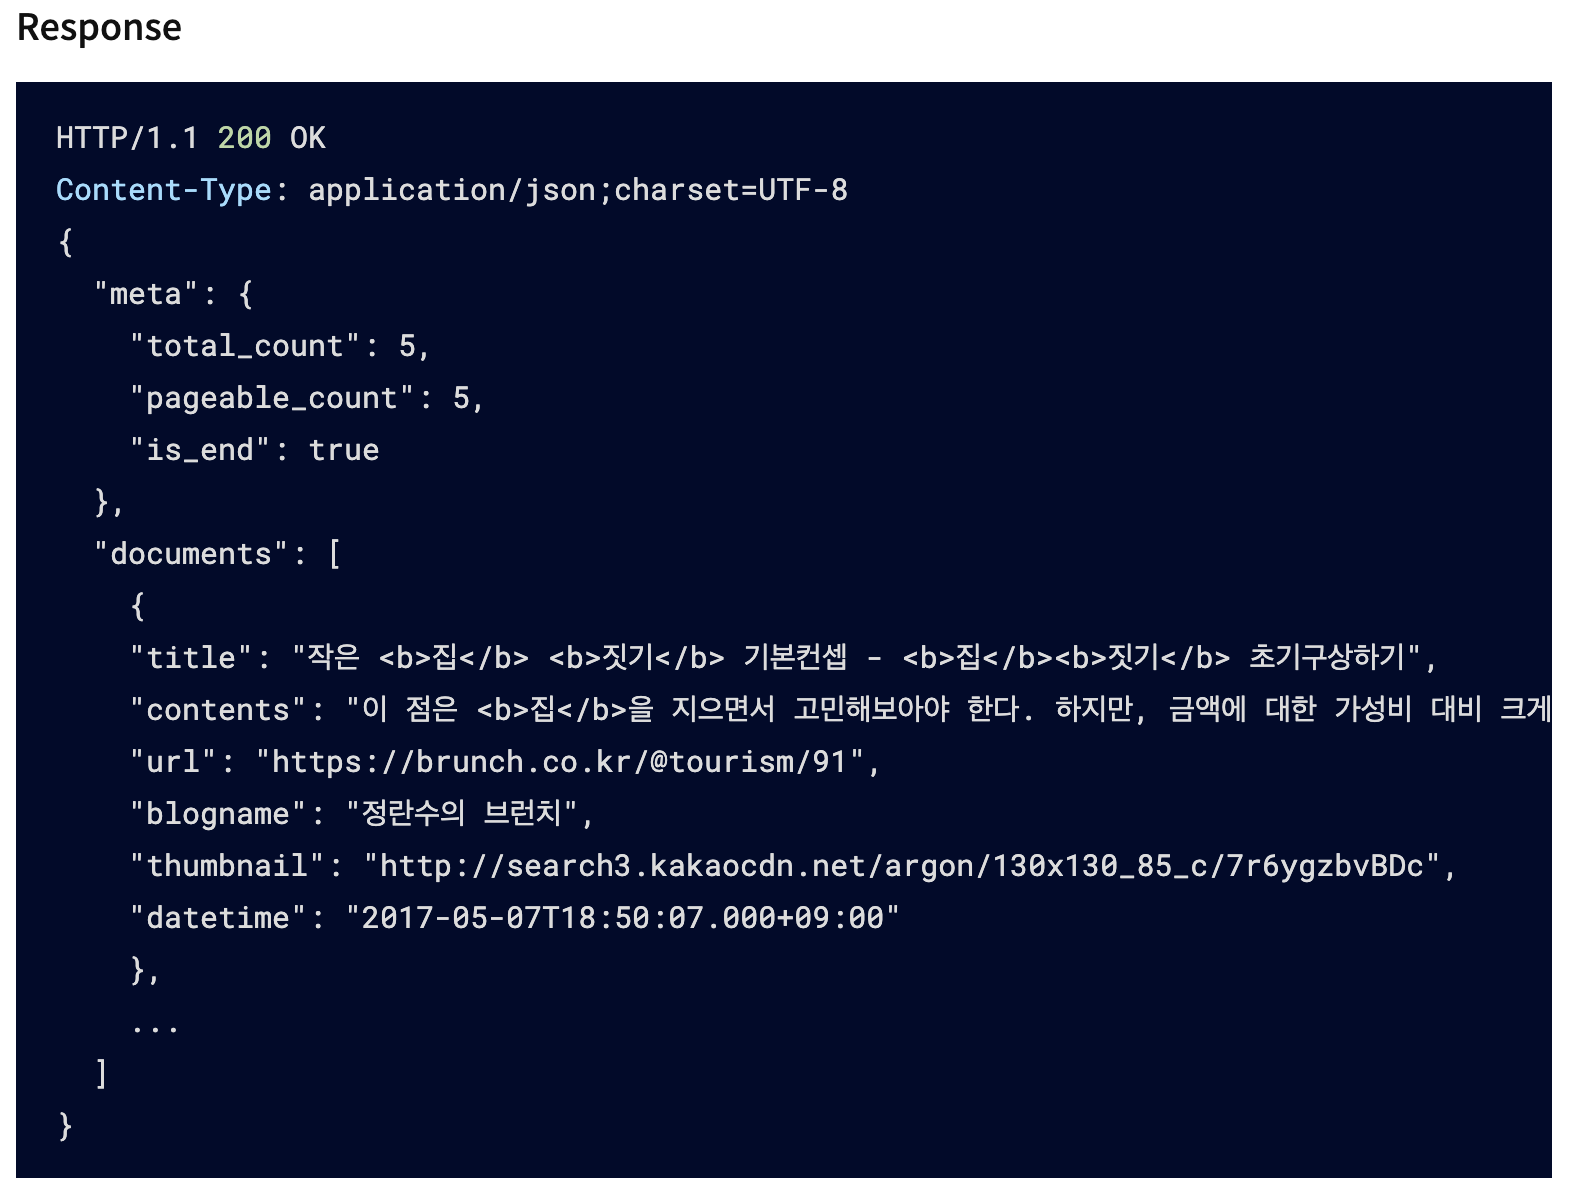 Response
HTTP/1.1 200 OK
Content-Type: application/json;charset=UTF-8
{
"meta": {
"total_count": 5,
"pageable_count": 5,
"is_end": true
},
"documents": [
{
"title": "작은 <b>집</b> <b>짓기</b> 기본컨셉 - <b>집</b><b>짓기</b> 초기구상하기",
"contents": "이 점은 <b>집</b>을 지으면서 고민해보아야 한다. 하지만, 금액에 대한 가성비 대비 크게
"url": "https://brunch.co.kr/@tourism/91",
"blogname": "정란수의 브런치",
"thumbnail": "http://search3.kakaocdn.net/argon/130x130_85_c/7r6ygzbvBDc",
"datetime": "2017-05-07T18:50:07.000+09:00"
},
...
]
}